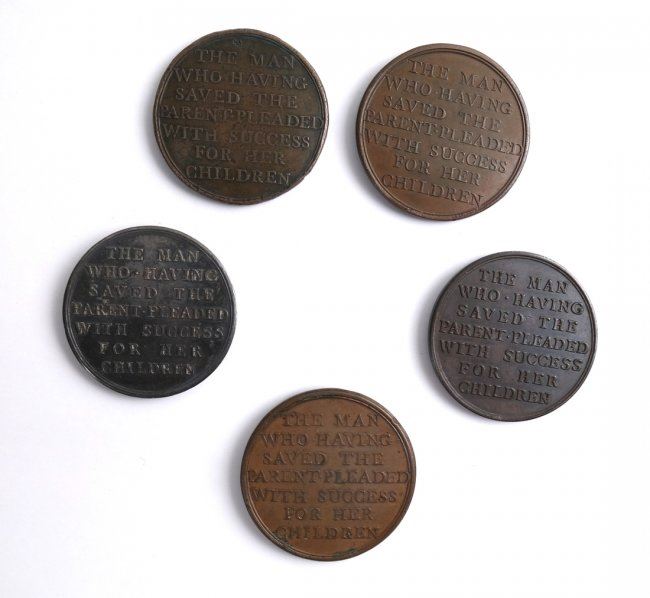 THE MAN
WHO·HAVING
SAVED THE
PARENT·PLEADED
WITH SUCCESS
FOR HER
CHILDREN
THE MAN
WHO·HAVING
SAVED THE
PARENT·PLEADED
WITH SUCCESS
FOR HER
CHILDREN
THE MAN
WHO·HAVING
SAVED THE
PARENT·PLEADED
WITH SUCCESS
FOR HER
CHILDREN
THE MAN
WHO·HAVING
SAVED THE
PARENT·PLEADED
WITH SUCCESS
FOR HER
CHILDREN
THE MAN
WHO HAVING
SAVED THE
PARENT·PLEADED
WITH SUCCESS
FOR HER
CHILDREN